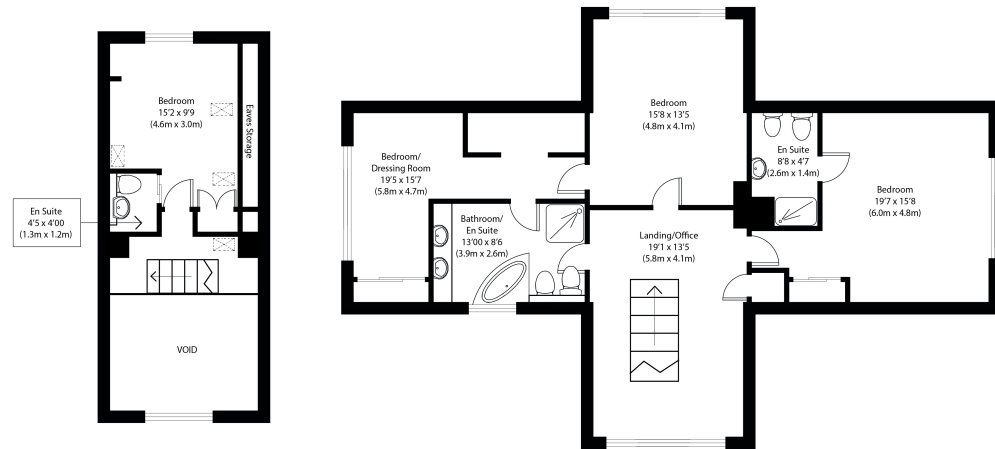 Bedroom
15'2 x 9'9
(4.6m x 3.0m)
Eaves Storage
En Suite
4'5 x 4'00
(1.3m x 1.2m)
VOID
Bedroom
15'8 x 13'5
(4.8m x 4.1m)
Bedroom/
Dressing Room
19'5 x 15'7
(5.8m x 4.7m)
En Suite
8'8 x 4'7
(2.6m x 1.4m)
Bedroom
19'7 x 15'8
(6.0m x 4.8m)
Bathroom/
En Suite
13'00 x 8'6
(3.9m x 2.6m)
Landing/Office
19'1 x 13'5
(5.8m x 4.1m)